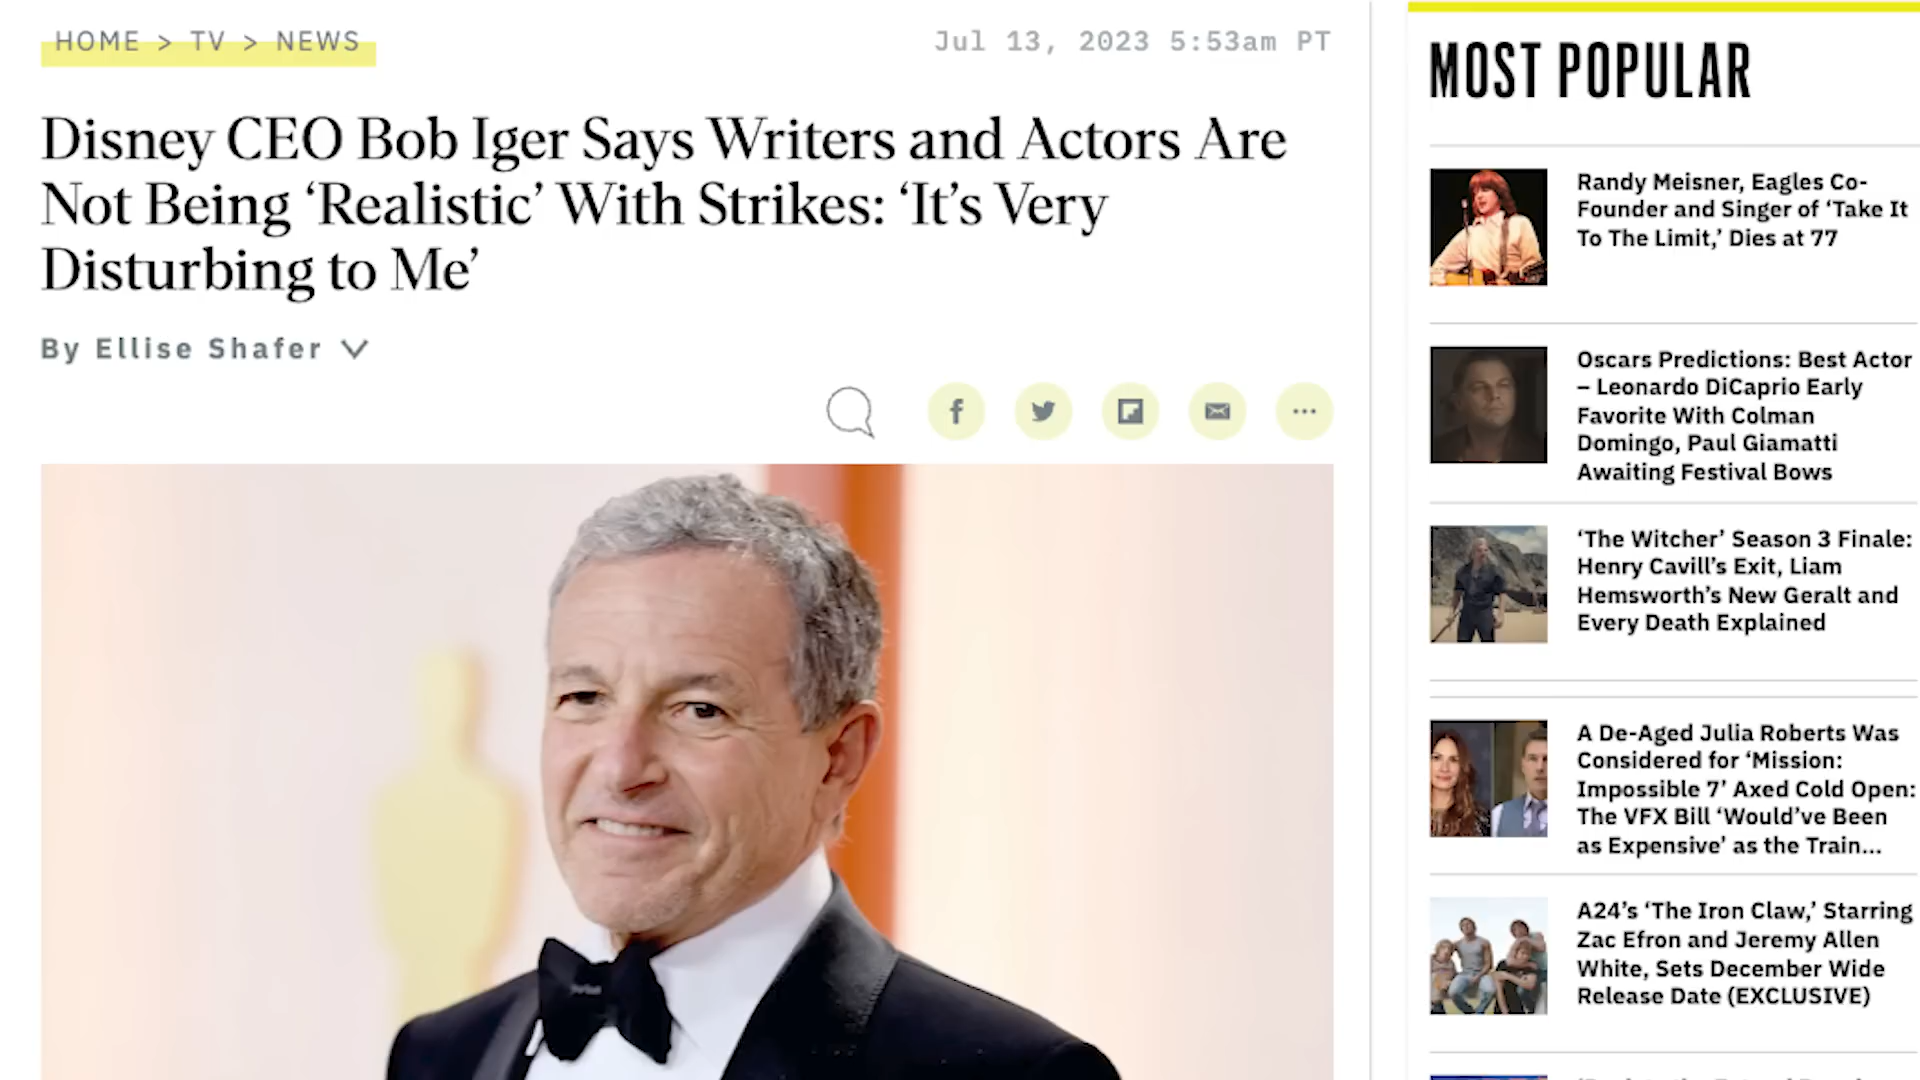 HOME > TV > NEWS
Jul 13, 2023 5:53am PT
Disney CEO Bob Iger Says Writers and Actors Are
Not Being ‘Realistic’ With Strikes: ‘It’s Very
Disturbing to Me’
By Ellise Shafer
MOST POPULAR
Randy Meisner, Eagles Co-
Founder and Singer of ‘Take It
To The Limit,’ Dies at 77
Oscars Predictions: Best Actor
– Leonardo DiCaprio Early
Favorite With Colman
Domingo, Paul Giamatti
Awaiting Festival Bows
‘The Witcher’ Season 3 Finale:
Henry Cavill’s Exit, Liam
Hemsworth’s New Geralt and
Every Death Explained
A De-Aged Julia Roberts Was
Considered for ‘Mission:
Impossible 7’ Axed Cold Open:
The VFX Bill ‘Would’ve Been
as Expensive’ as the Train...
A24’s ‘The Iron Claw,’ Starring
Zac Efron and Jeremy Allen
White, Sets December Wide
Release Date (EXCLUSIVE)